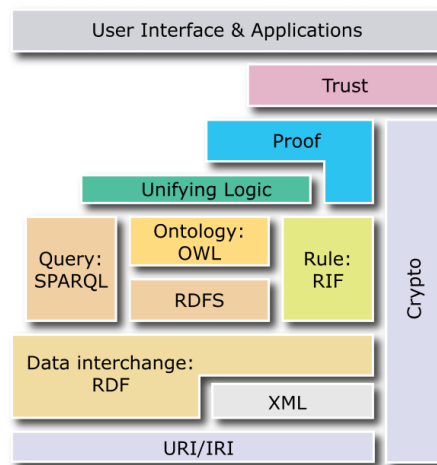 User Interface & Applications
Trust
Proof
Unifying Logic
Query:
SPARQL
Ontology:
OWL
RDFS
Rule:
RIF
Crypto
Data interchange:
RDF
XML
URI/IRI